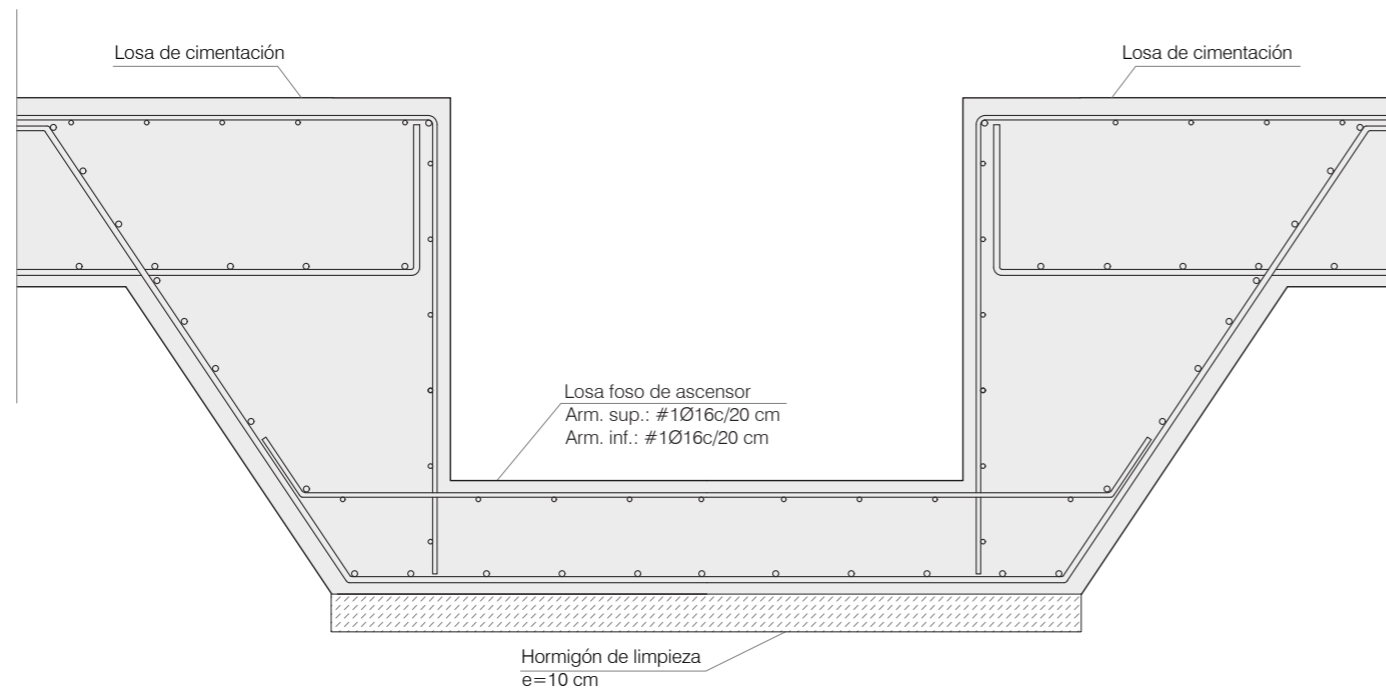 Losa de cimentación
Losa de cimentación
Losa foso de ascensor
Arm. sup.: #1Ø16c/20 cm
Arm. inf.: #1Ø16c/20 cm
Hormigón de limpieza
e=10 cm